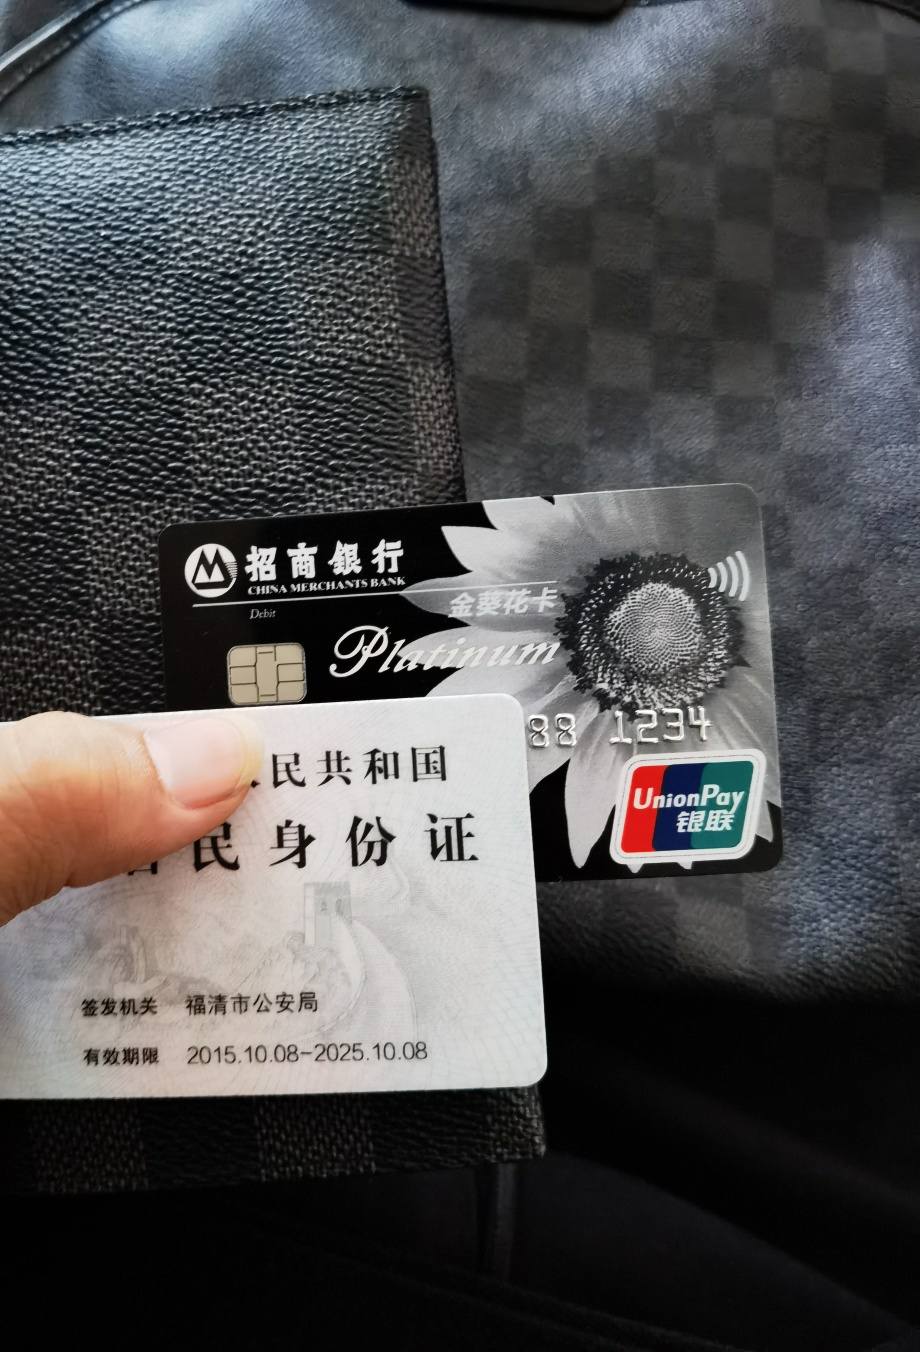 招商银行
CHINA MERCHANTS BANK
Debit
金葵花卡
Platinum
88 1234
UnionPay
银联
民共和国
民身份证
签发机关 福清市公安局
有效期限 2015.10.08-2025.10.08